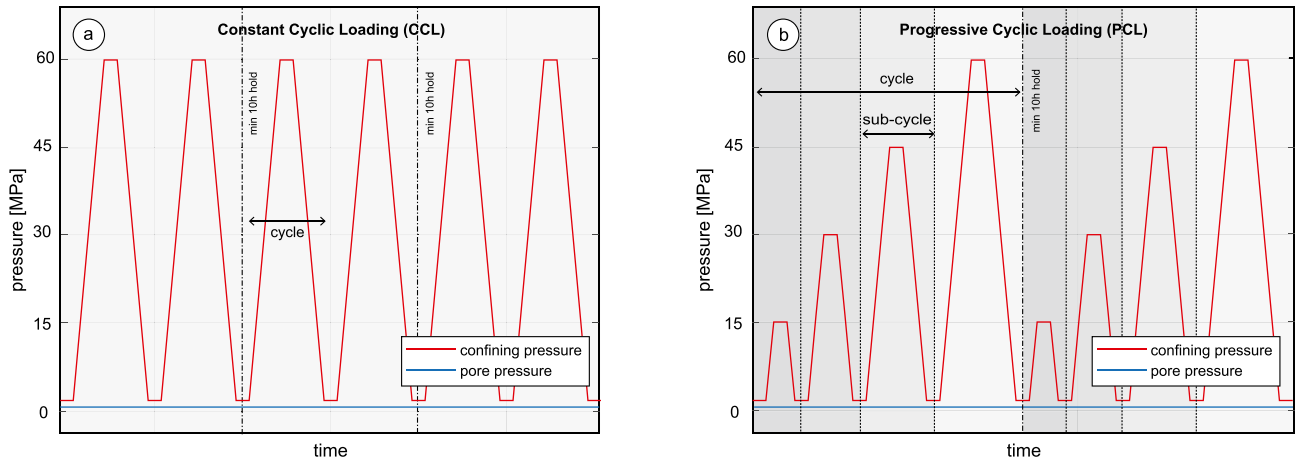 a
Constant Cyclic Loading (CCL)
60
45
30
15
0
pressure [MPa]
min 10h hold
min 10h hold
cycle
confining pressure
pore pressure
time
b
Progressive Cyclic Loading (PCL)
60
45
30
15
0
pressure [MPa]
cycle
min 10h hold
sub-cycle
confining pressure
pore pressure
time